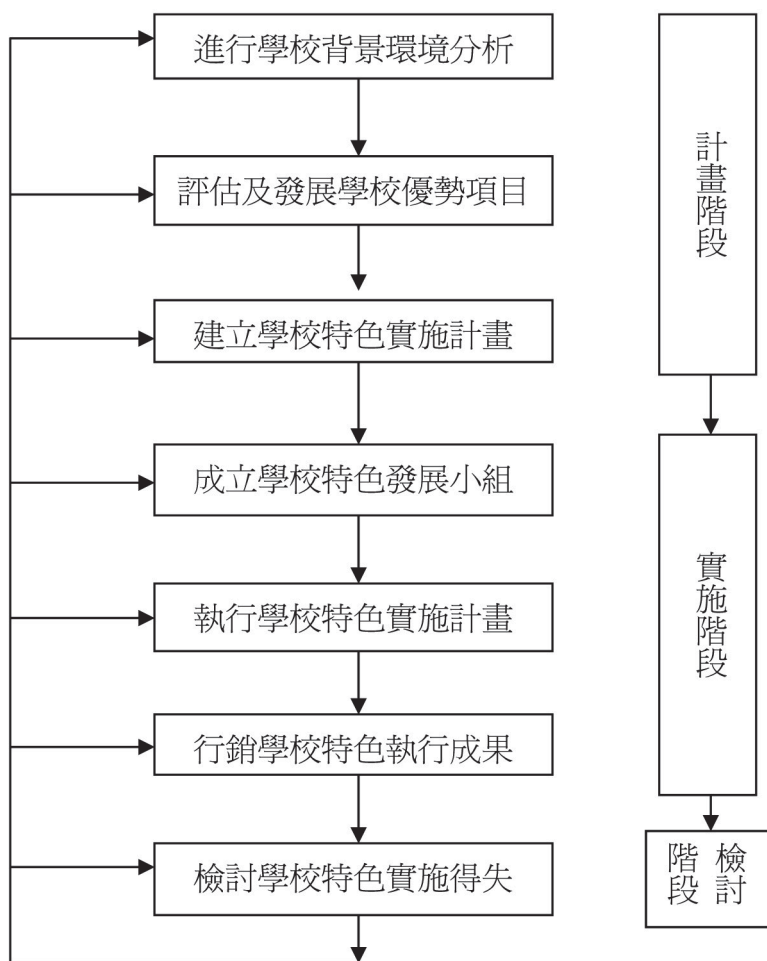 進行學校背景環境分析
評估及發展學校優勢項目
建立學校特色實施計畫
成立學校特色發展小組
執行學校特色實施計畫
行銷學校特色執行成果
檢討學校特色實施得失
計畫階段
實施階段
檢討
階段